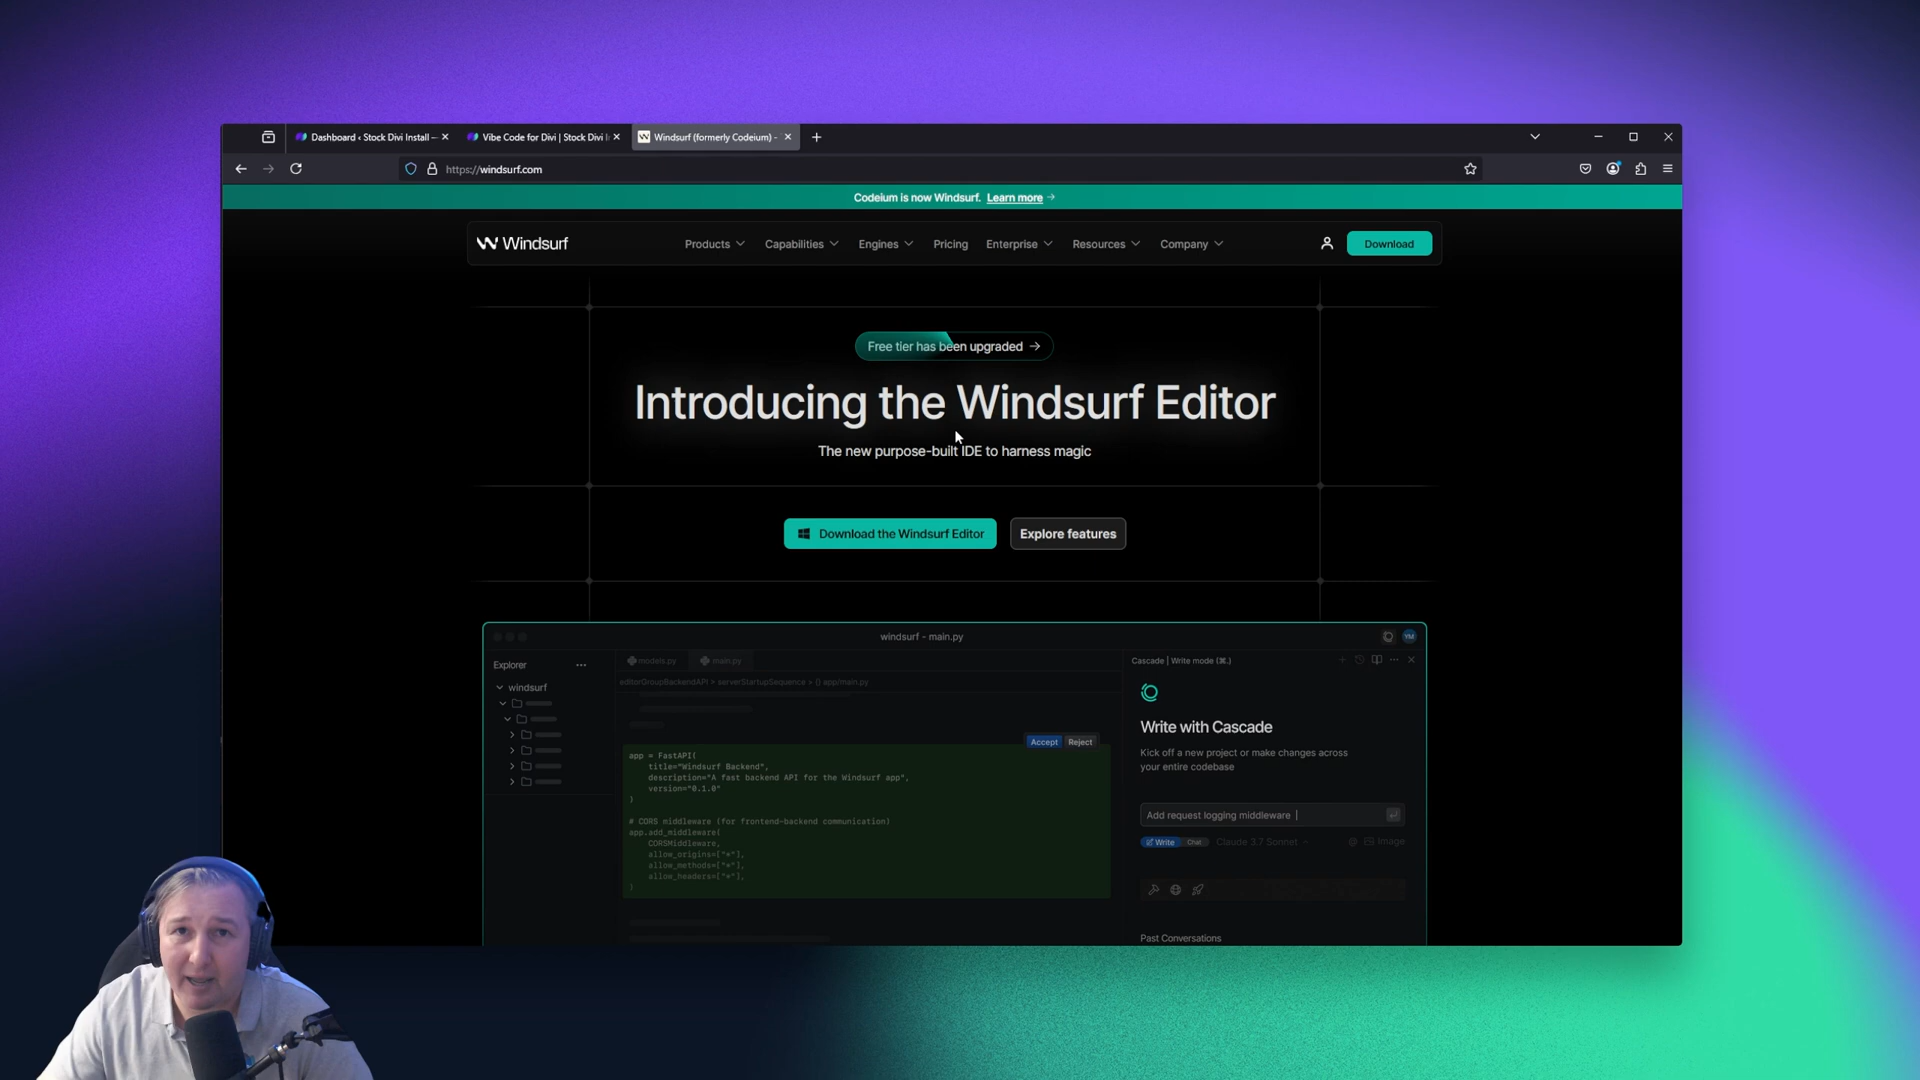 Dashboard ‹ Stock Divi Install —
Vibe Code for Divi | Stock Divi I
Windsurf (formerly Codeium) -
https://windsurf.com
Codeium is now Windsurf. Learn more →
Windsurf
Products
Capabilities
Engines
Pricing
Enterprise
Resources
Company
Download
Free tier has been upgraded →
Introducing the Windsurf Editor
The new purpose-built IDE to harness magic
Download the Windsurf Editor
Explore features
windsurf - main.py
YM
Explorer
windsurf
models.py
main.py
editorGroupBackendAPI > serverStartupSequence > {} app/main.py
Accept Reject
app = FastAPI(
title="Windsurf Backend",
description="A fast backend API for the Windsurf app",
version="0.1.0"
)
# CORS middleware (for frontend-backend communication)
app.add_middleware(
CORSMiddleware,
allow_origins=["*"],
allow_methods=["*"],
allow_headers=["*"],
)
Cascade | Write mode (⌘.)
Write with Cascade
Kick off a new project or make changes across
your entire codebase
Add request logging middleware
Write Chat Claude 3.7 Sonnet
@ Image
Past Conversations